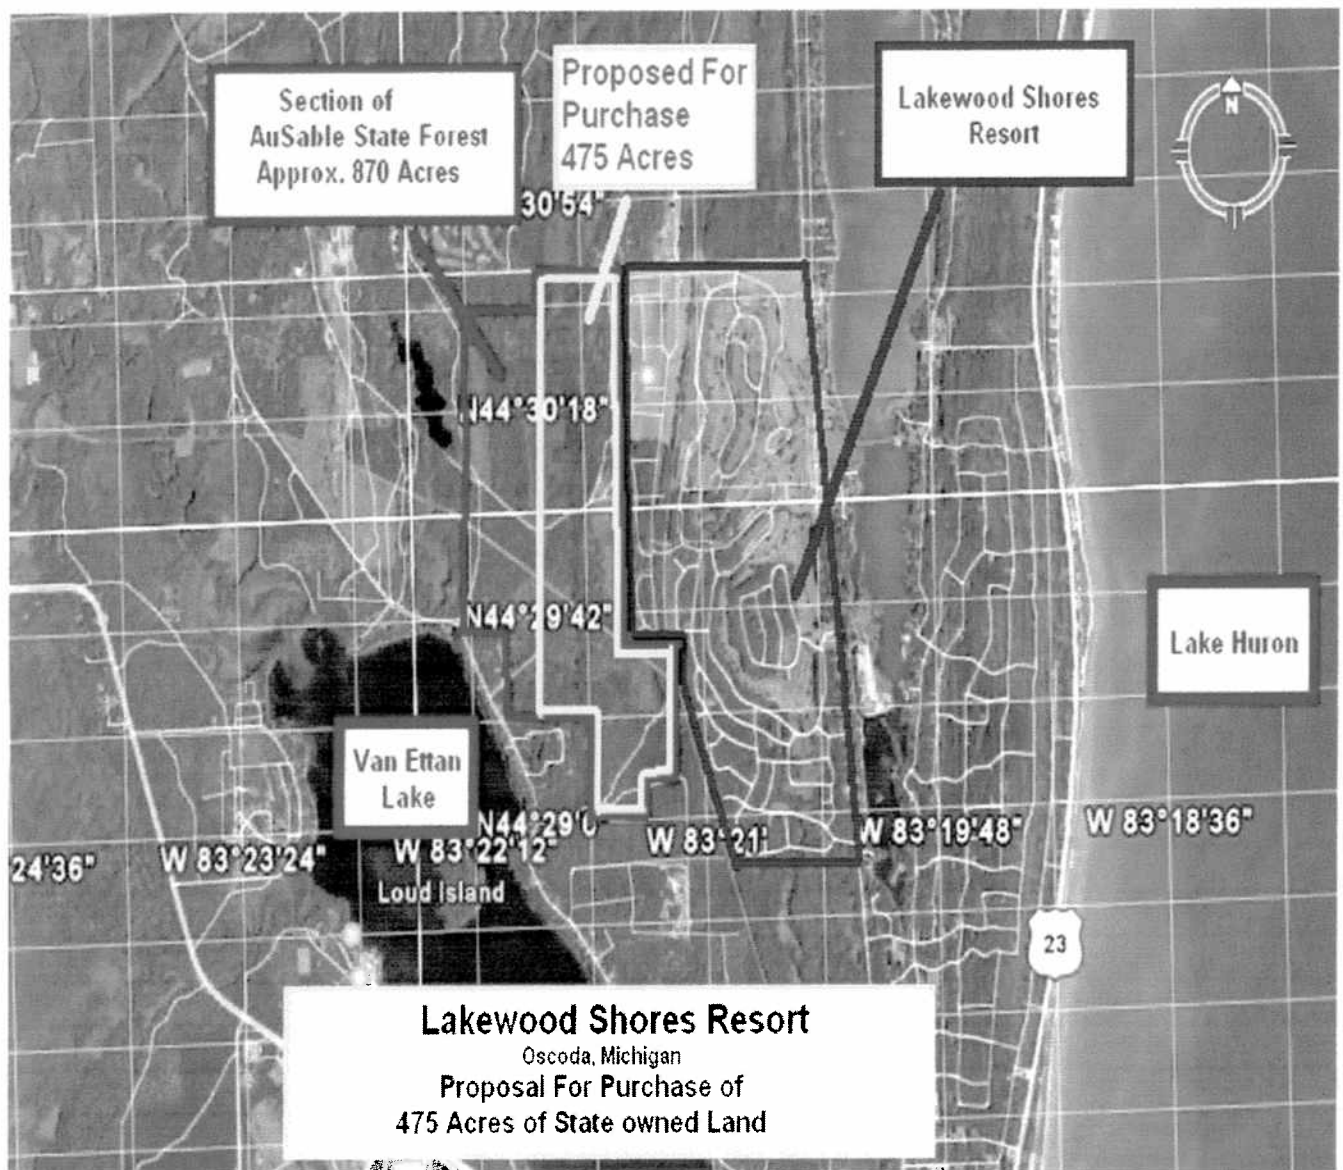 Section of
AuSable State Forest
Approx. 870 Acres
Proposed For
Purchase
475 Acres
Lakewood Shores
Resort
N
30'54"
N44°30'18"
N44°29'42"
Lake Huron
Van Ettan
Lake
N44°29'0
24'36"
W 83°23'24"
W 83°22'12"
W 83°21'
W 83°19'48"
W 83°18'36"
Loud Island
23
Lakewood Shores Resort
Oscoda, Michigan
Proposal For Purchase of
475 Acres of State owned Land